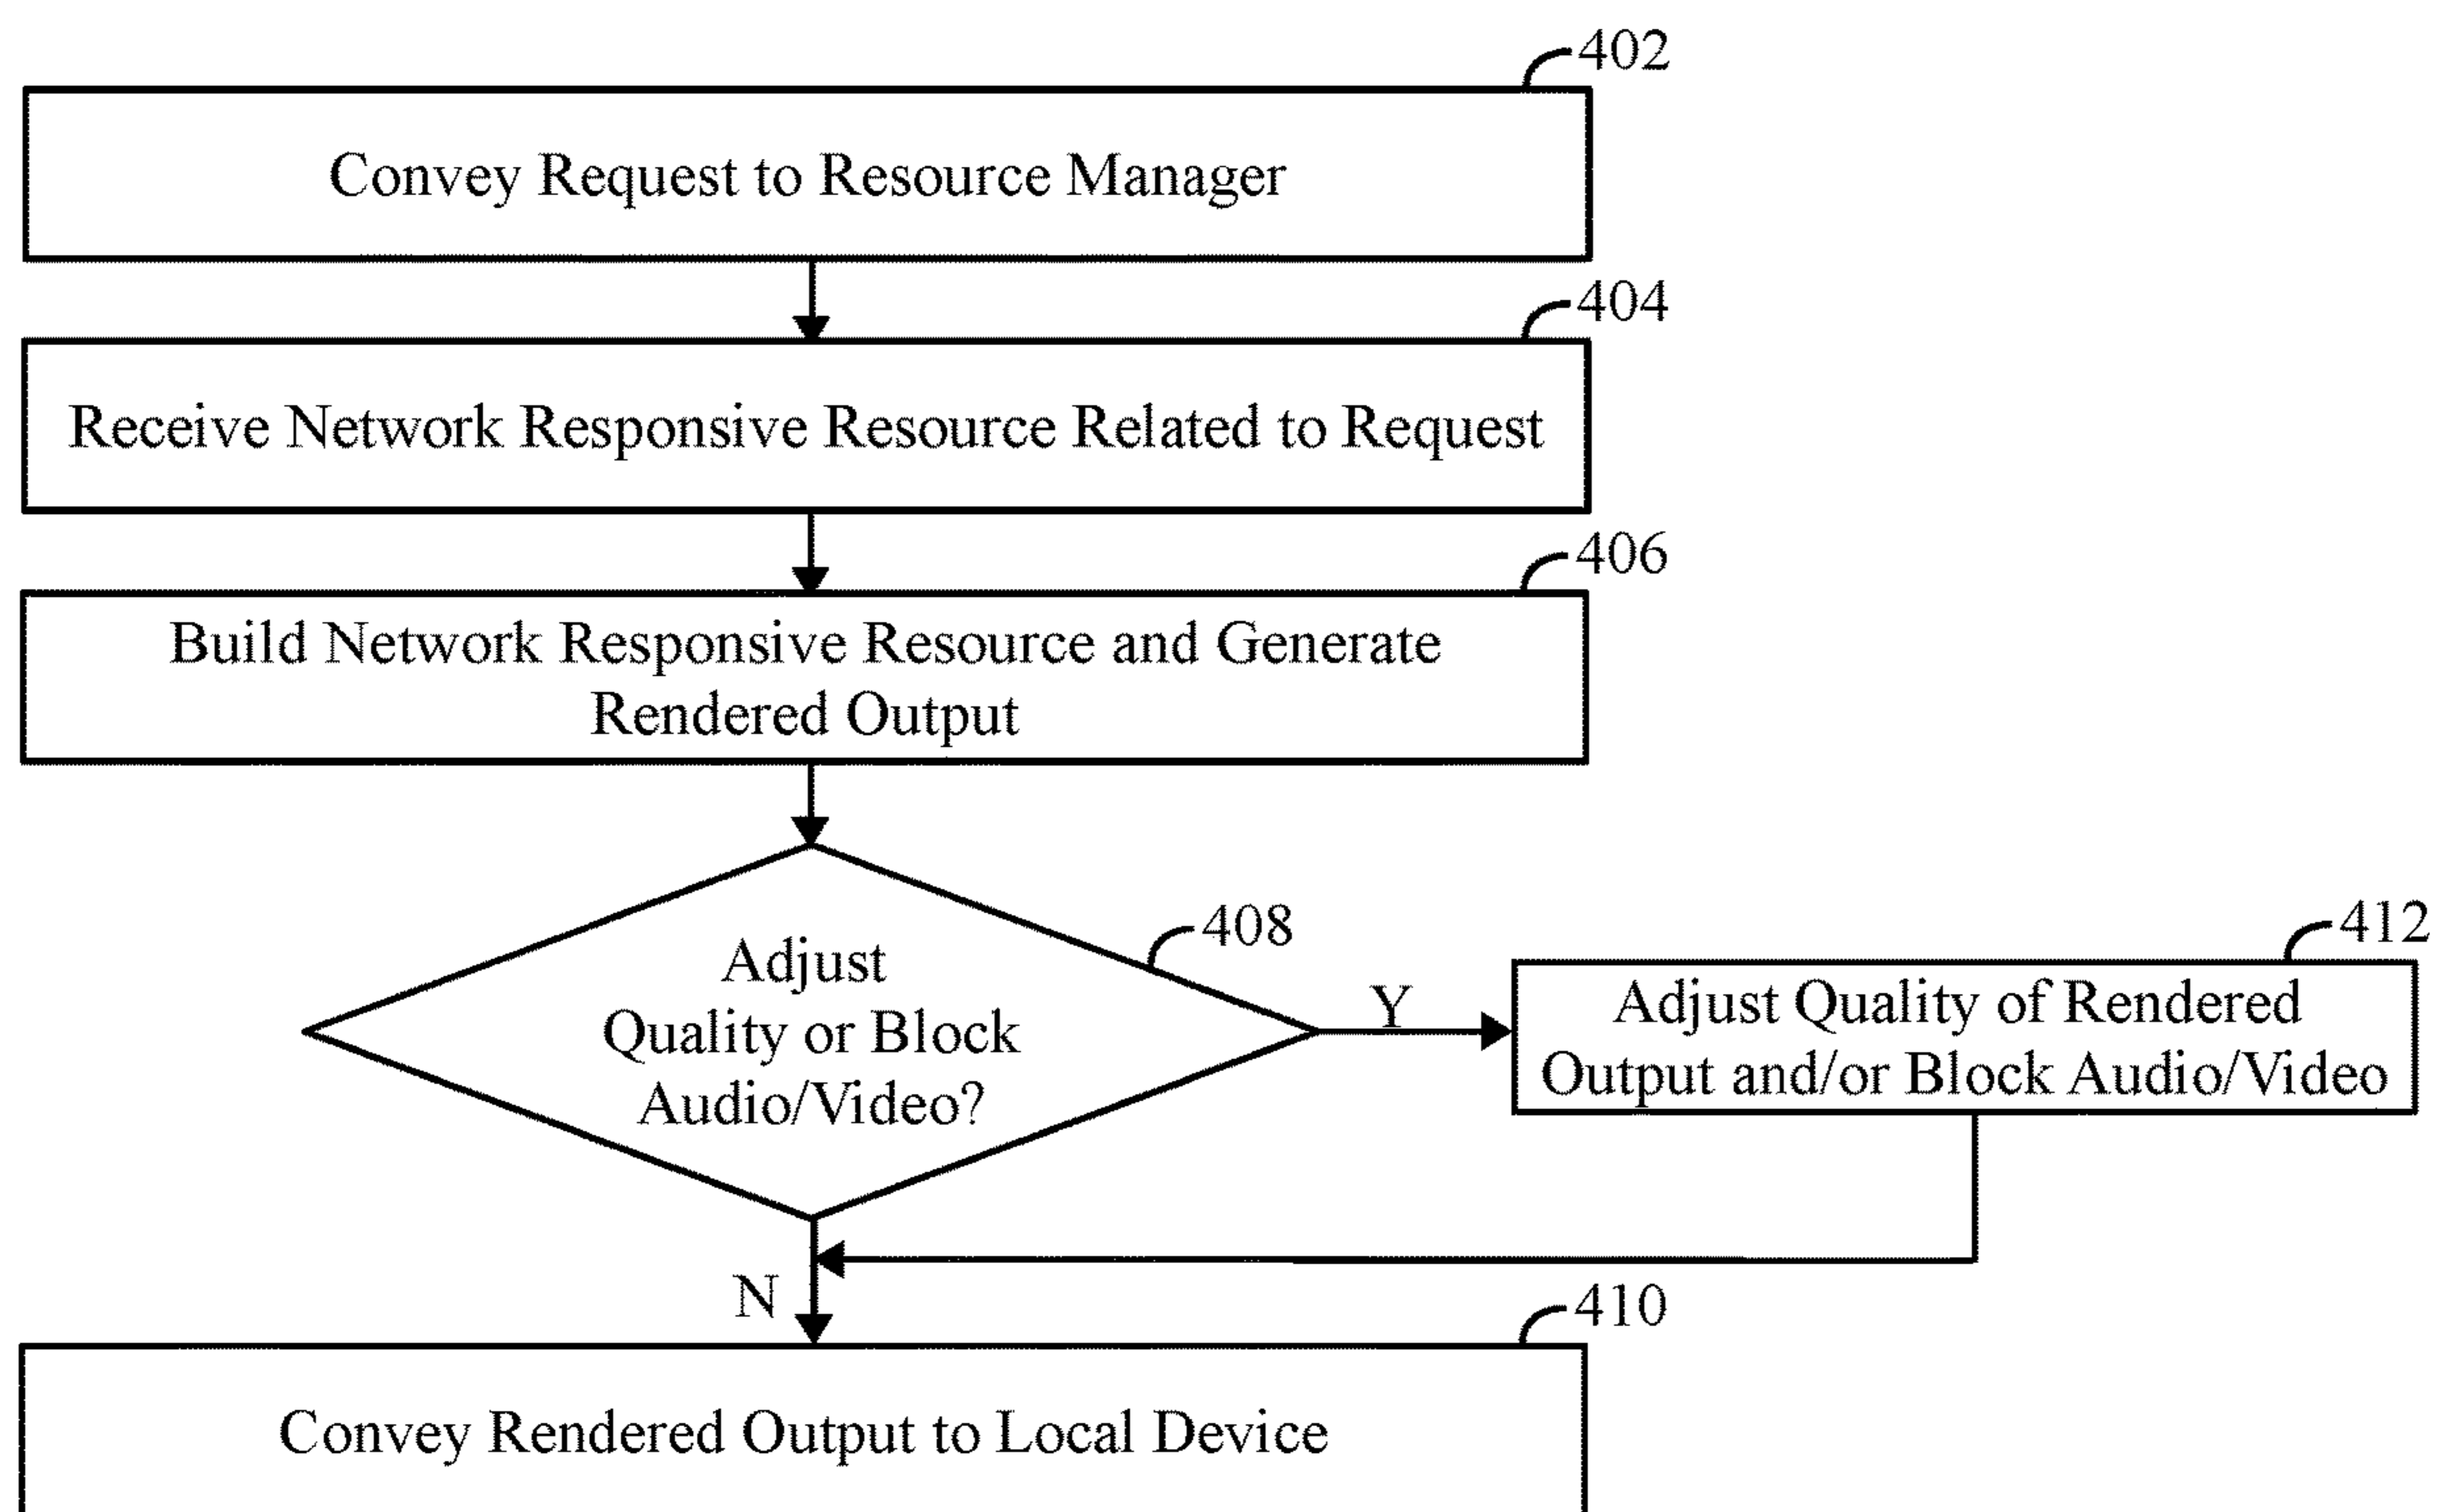 402
Convey Request to Resource Manager
404
Receive Network Responsive Resource Related to Request
406
Build Network Responsive Resource and Generate
Rendered Output
408
Adjust
Quality or Block
Audio/Video?
Y
412
Adjust Quality of Rendered
Output and/or Block Audio/Video
N
410
Convey Rendered Output to Local Device